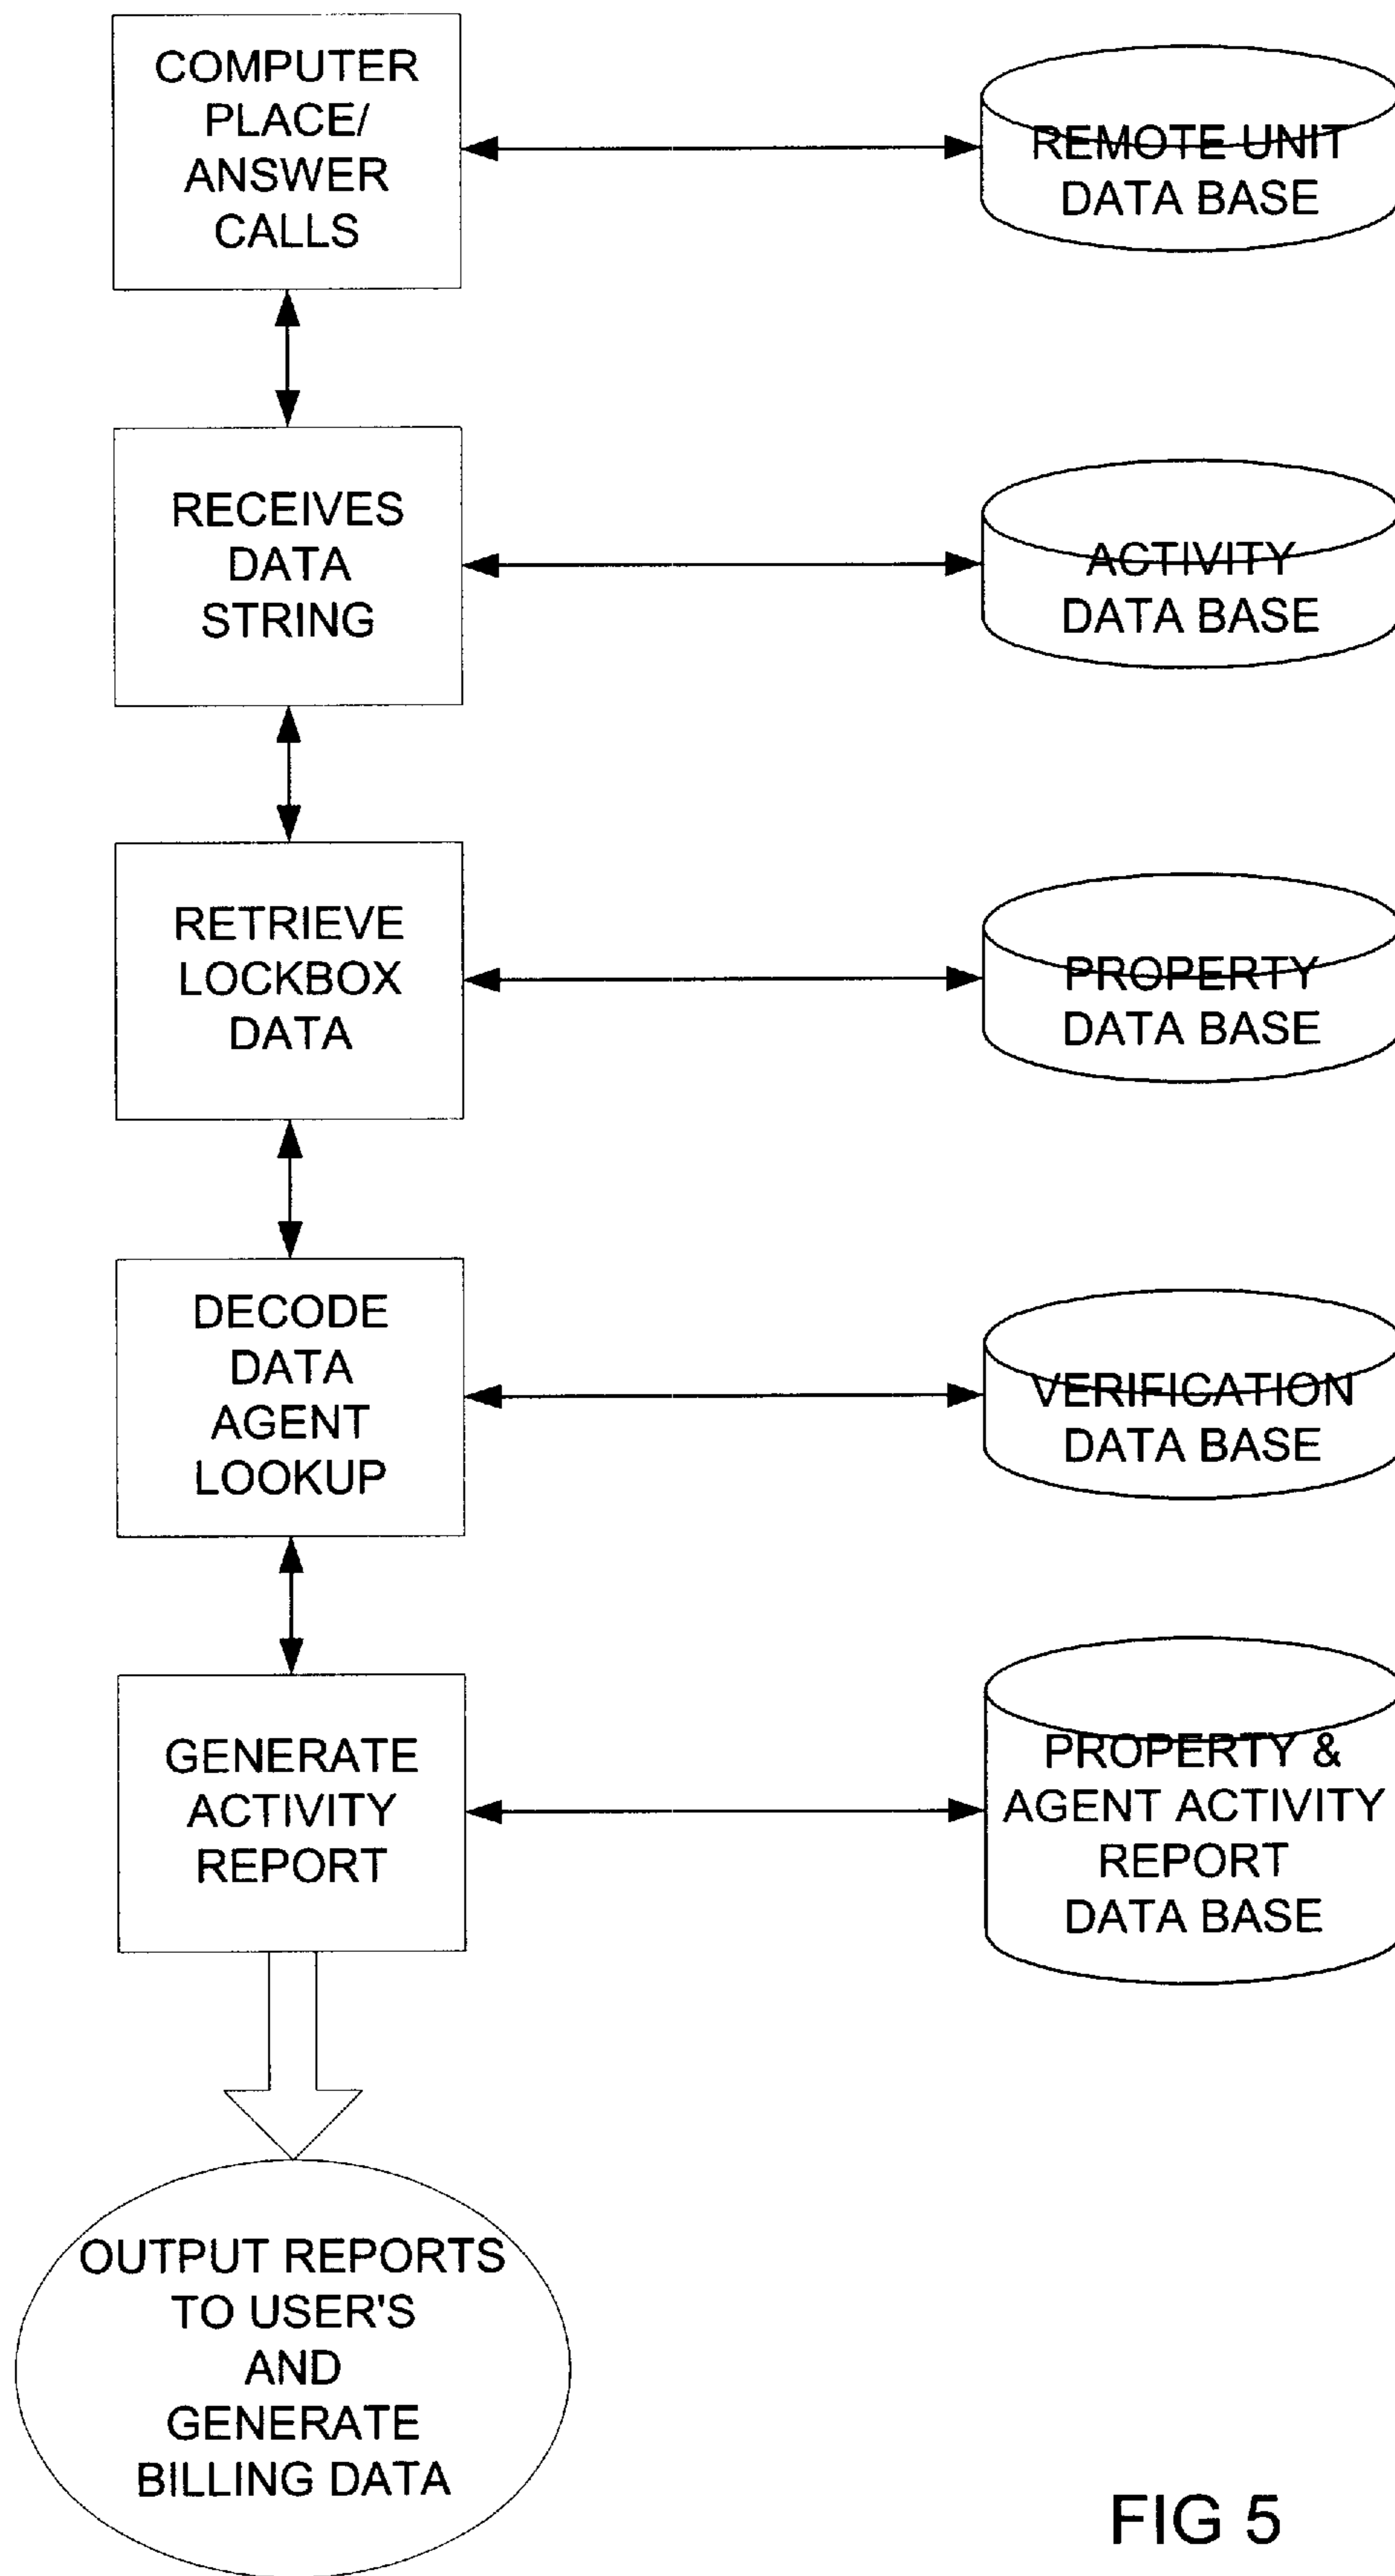 COMPUTER
PLACE/
ANSWER
CALLS
REMOTE UNIT
DATA BASE
RECEIVES
DATA
STRING
ACTIVITY
DATA BASE
RETRIEVE
LOCKBOX
DATA
PROPERTY
DATA BASE
DECODE
DATA
AGENT
LOOKUP
VERIFICATION
DATA BASE
GENERATE
ACTIVITY
REPORT
PROPERTY &
AGENT ACTIVITY
REPORT
DATA BASE
OUTPUT REPORTS
TO USER'S
AND
GENERATE
BILLING DATA
FIG 5